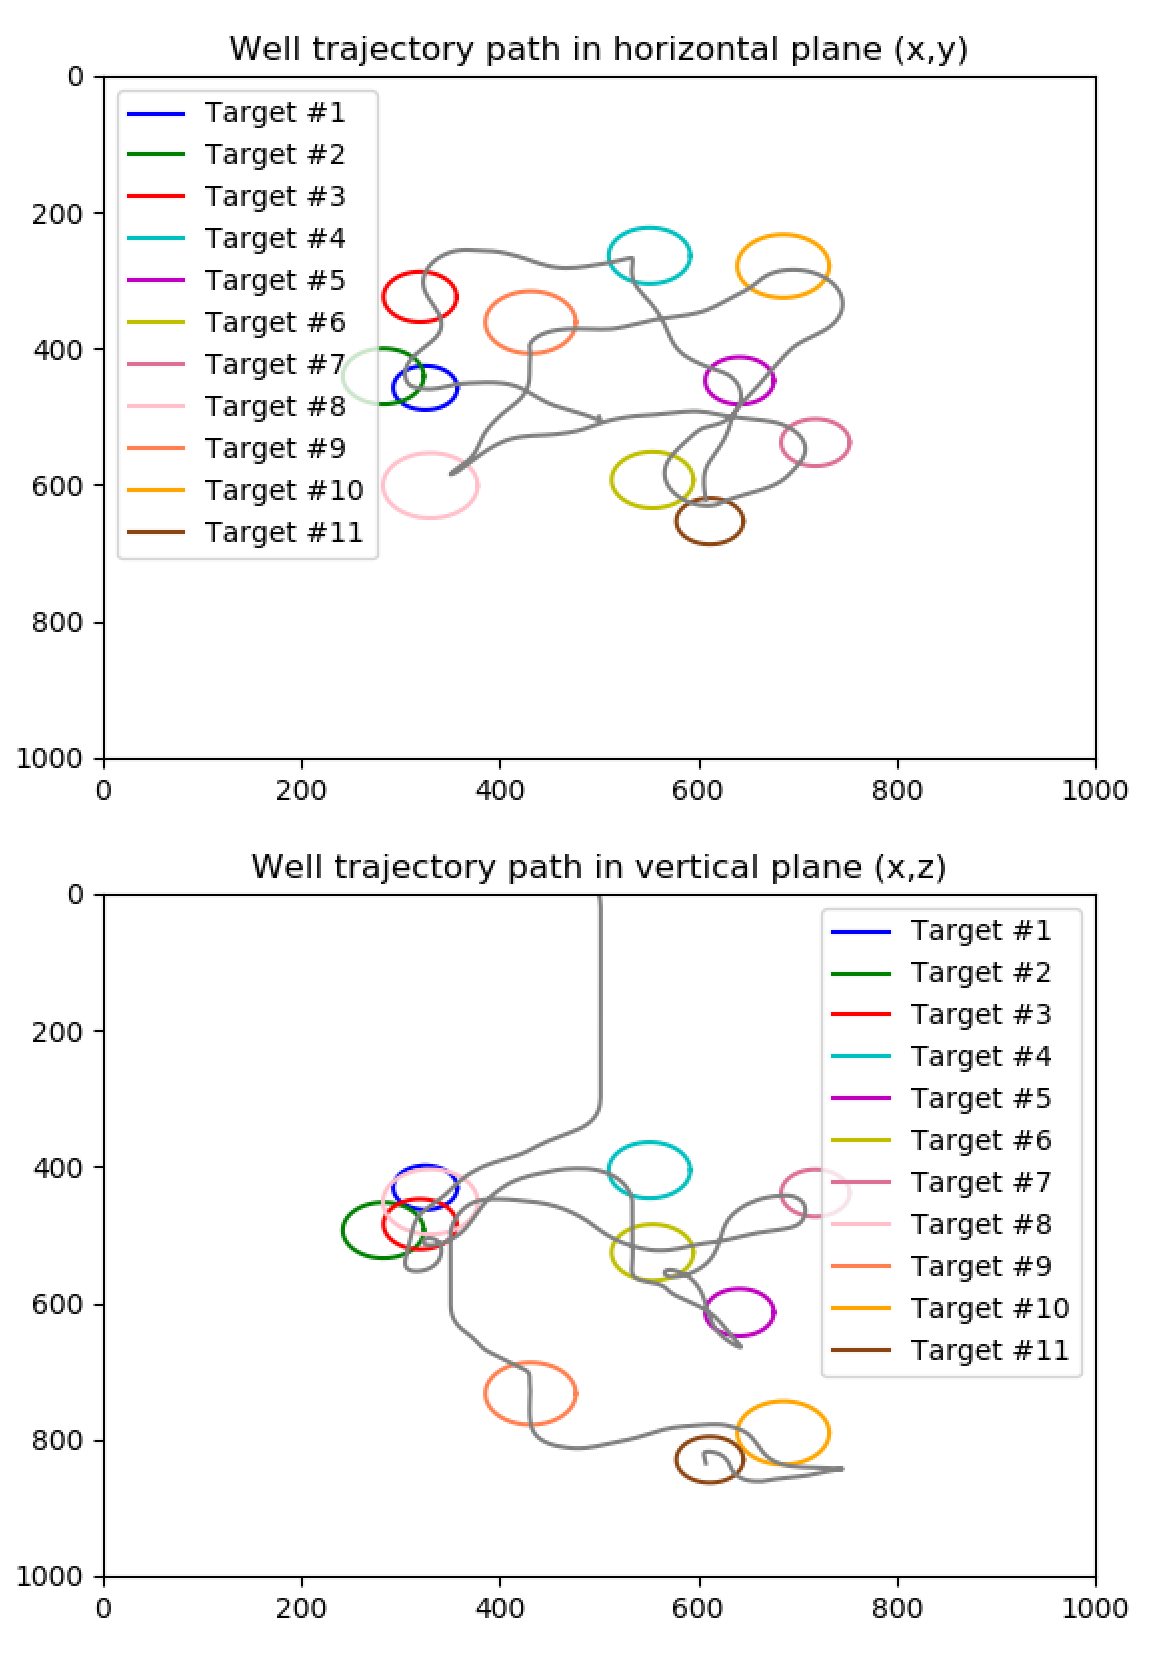 Well trajectory path in horizontal plane (x,y)
0
200
400
600
800
1000
Target #1
Target #2
Target #3
Target #4
Target #5
Target #6
Target #7
Target #8
Target #9
Target #10
Target #11
0 200 400 600 800 1000
Well trajectory path in vertical plane (x,z)
0
200
400
600
800
1000
Target #1
Target #2
Target #3
Target #4
Target #5
Target #6
Target #7
Target #8
Target #9
Target #10
Target #11
0 200 400 600 800 1000